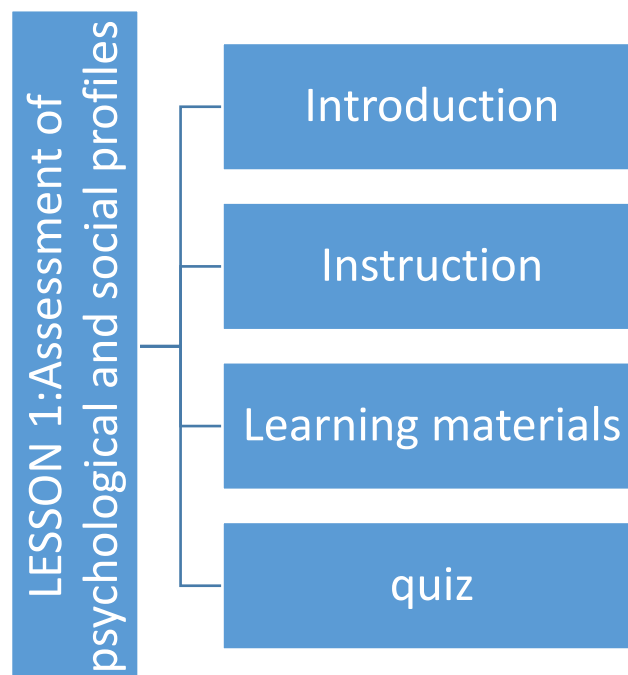 LESSON 1:Assessment of
psychological and social profiles
Introduction
Instruction
Learning materials
quiz